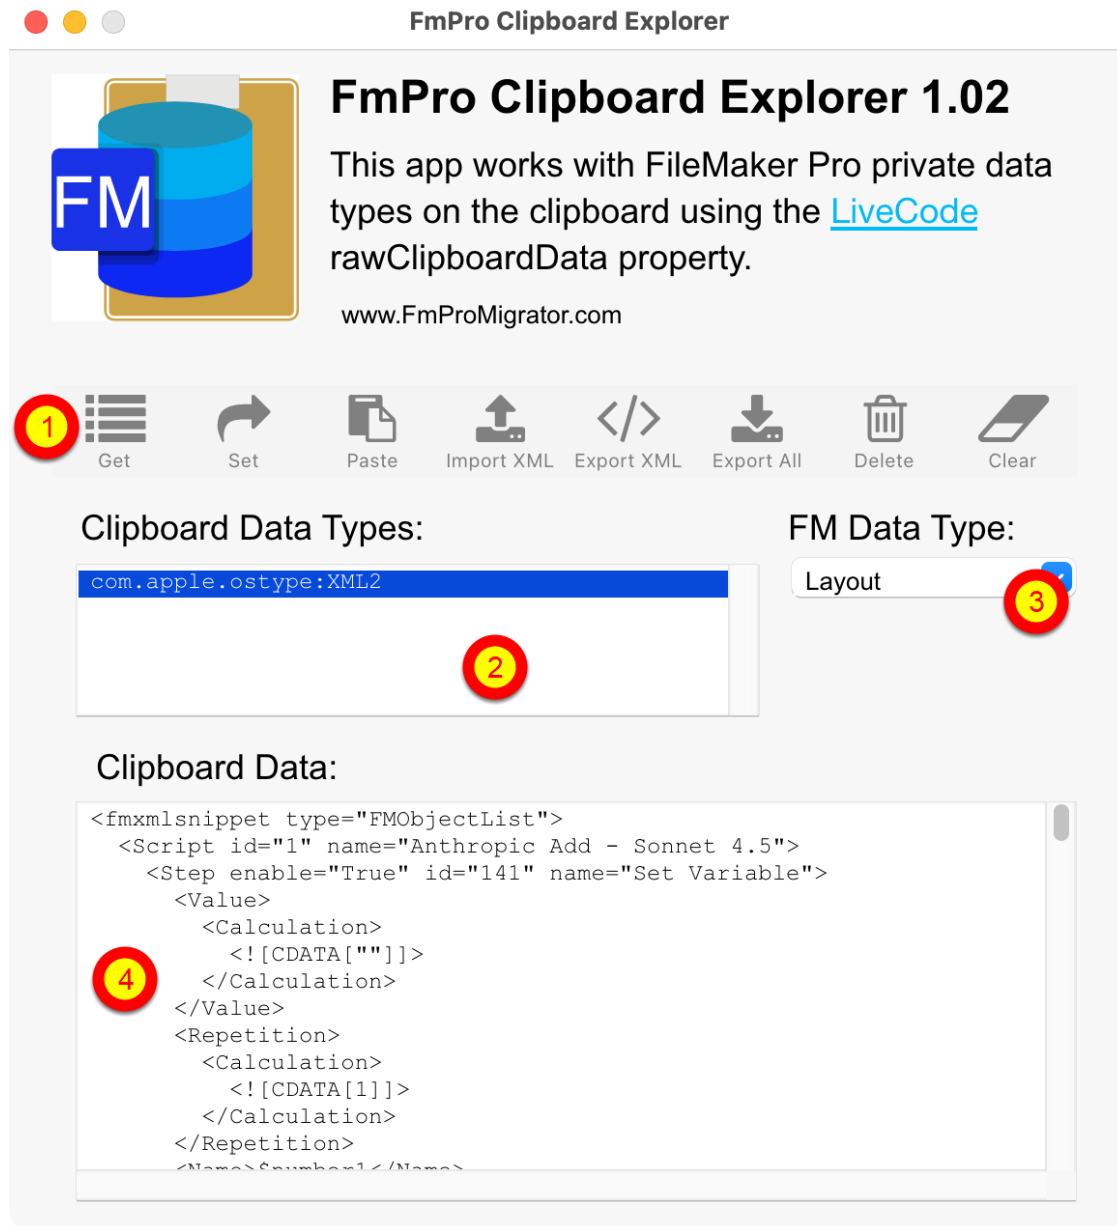 FmPro Clipboard Explorer
FM
FmPro Clipboard Explorer 1.02
This app works with FileMaker Pro private data
types on the clipboard using the LiveCode
rawClipboardData property.
www.FmProMigrator.com
1
Get Set Paste Import XML Export XML Export All Delete Clear
Clipboard Data Types:
FM Data Type:
com.apple.ostype:XML2
Layout
3
2
Clipboard Data:
<fmxmlsnippet type="FMObjectList">
  <Script id="1" name="Anthropic Add - Sonnet 4.5">
    <Step enable="True" id="141" name="Set Variable">
      <Value>
        <Calculation>
          <![CDATA[""]]>
4
        </Calculation>
      </Value>
      <Repetition>
        <Calculation>
          <![CDATA[1]]>
        </Calculation>
      </Repetition>
      <Name>$number1</Name>